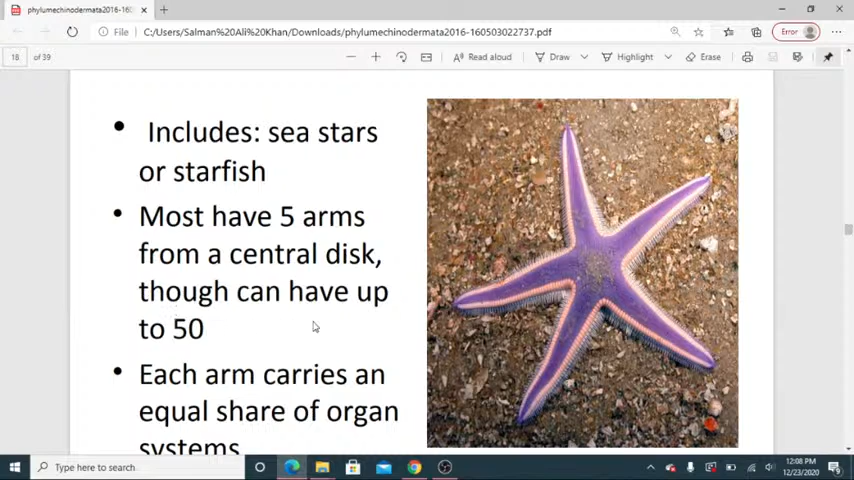 phylumechinodermata2016-160
File
C:/Users/Salman%20Ali%20Khan/Downloads/phylumechinodermata2016-160503022737.pdf
Error
18 of 39
Read aloud
Draw
Highlight
Erase
• Includes: sea stars
or starfish
• Most have 5 arms
from a central disk,
though can have up
to 50
• Each arm carries an
equal share of organ
systems
Type here to search
12:08 PM
12/23/2020